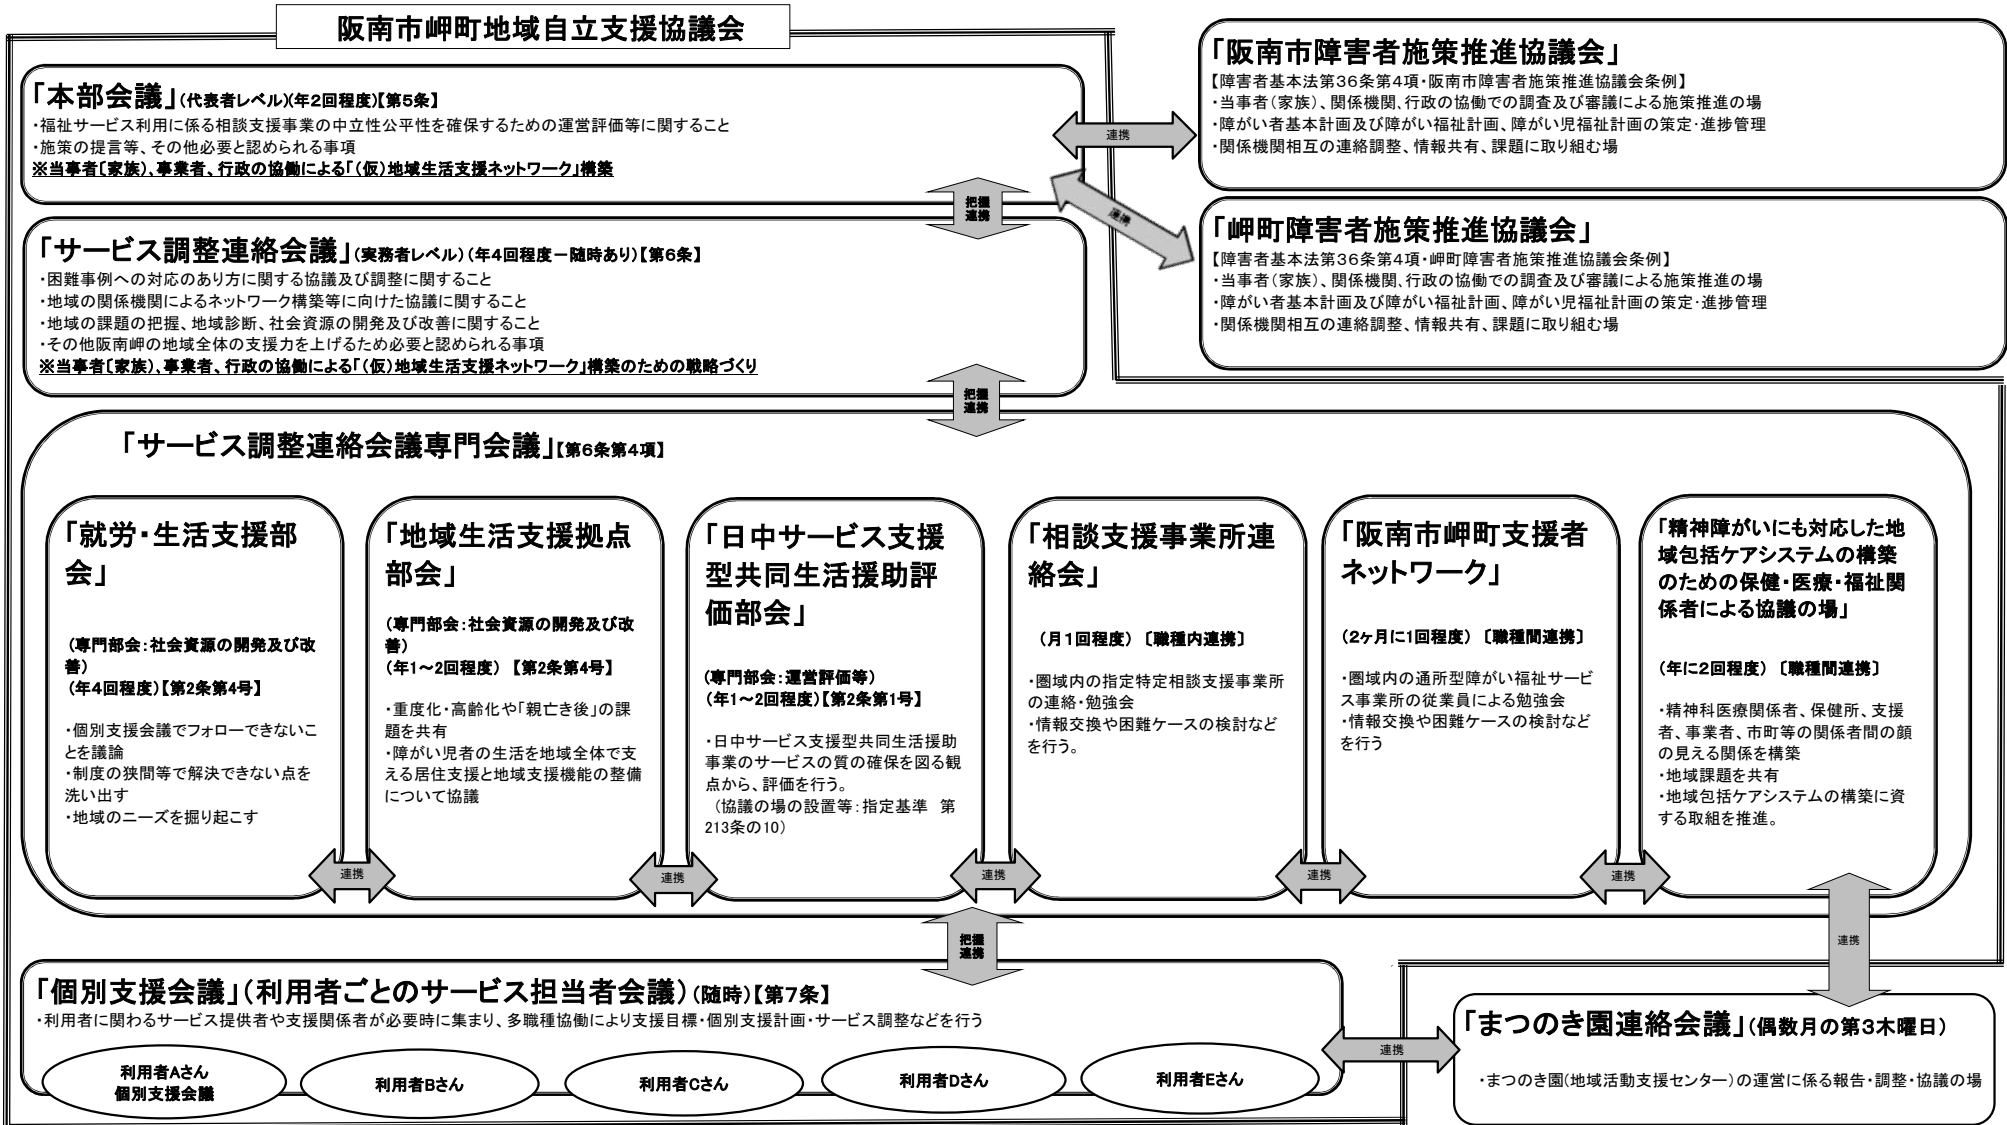 阪南市岬町地域自立支援協議会
「本部会議」(代表者レベル)(年2回程度)【第5条】
・福祉サービス利用に係る相談支援事業の中立性公平性を確保するための運営評価等に関すること
・施策の提言等、その他必要と認められる事項
※当事者〔家族〕、事業者、行政の協働による「(仮)地域生活支援ネットワーク」構築
連携
連携
「阪南市障害者施策推進協議会」
【障害者基本法第36条第4項・阪南市障害者施策推進協議会条例】
・当事者(家族)、関係機関、行政の協働での調査及び審議による施策推進の場
・障がい者基本計画及び障がい福祉計画、障がい児福祉計画の策定・進捗管理
・関係機関相互の連絡調整、情報共有、課題に取り組む場
「岬町障害者施策推進協議会」
【障害者基本法第36条第4項・岬町障害者施策推進協議会条例】
・当事者(家族)、関係機関、行政の協働での調査及び審議による施策推進の場
・障がい者基本計画及び障がい福祉計画、障がい児福祉計画の策定・進捗管理
・関係機関相互の連絡調整、情報共有、課題に取り組む場
把握
連携
「サービス調整連絡会議」(実務者レベル)(年4回程度－随時あり)【第6条】
・困難事例への対応のあり方に関する協議及び調整に関すること
・地域の関係機関によるネットワーク構築等に向けた協議に関すること
・地域の課題の把握、地域診断、社会資源の開発及び改善に関すること
・その他阪南岬の地域全体の支援力を上げるため必要と認められる事項
※当事者〔家族〕、事業者、行政の協働による「(仮)地域生活支援ネットワーク」構築のための戦略づくり
把握
連携
「サービス調整連絡会議専門会議」【第6条第4項】
「就労・生活支援部
会」
(専門部会:社会資源の開発及び改
善)
(年4回程度)【第2条第4号】
・個別支援会議でフォローできないこ
とを議論
・制度の狭間等で解決できない点を
洗い出す
・地域のニーズを掘り起こす
連携
「地域生活支援拠点
部会」
(専門部会:社会資源の開発及び改
善)
(年1～2回程度) 【第2条第4号】
・重度化・高齢化や「親亡き後」の課
題を共有
・障がい児者の生活を地域全体で支
える居住支援と地域支援機能の整備
について協議
連携
「日中サービス支援
型共同生活援助評
価部会」
(専門部会:運営評価等)
(年1～2回程度)【第2条第1号】
・日中サービス支援型共同生活援助
事業のサービスの質の確保を図る観
点から、評価を行う。
(協議の場の設置等:指定基準 第
213条の10)
連携
「相談支援事業所連
絡会」
(月1回程度) 〔職種内連携〕
・圏域内の指定特定相談支援事業所
の連絡・勉強会
・情報交換や困難ケースの検討など
を行う。
連携
「阪南市岬町支援者
ネットワーク」
(2ヶ月に1回程度) 〔職種間連携〕
・圏域内の通所型障がい福祉サービ
ス事業所の従業員による勉強会
・情報交換や困難ケースの検討など
を行う
連携
「精神障がいにも対応した地
域包括ケアシステムの構築
のための保健・医療・福祉関
係者による協議の場」
(年に2回程度) 〔職種間連携〕
・精神科医療関係者、保健所、支援
者、事業者、市町等の関係者間の顔
の見える関係を構築
・地域課題を共有
・地域包括ケアシステムの構築に資
する取組を推進。
把握
連携
連携
「個別支援会議」(利用者ごとのサービス担当者会議)(随時)【第7条】
・利用者に関わるサービス提供者や支援関係者が必要時に集まり、多職種協働により支援目標・個別支援計画・サービス調整などを行う
利用者Aさん
個別支援会議
利用者Bさん
利用者Cさん
利用者Dさん
利用者Eさん
連携
「まつのき園連絡会議」(偶数月の第3木曜日)
・まつのき園(地域活動支援センター)の運営に係る報告・調整・協議の場